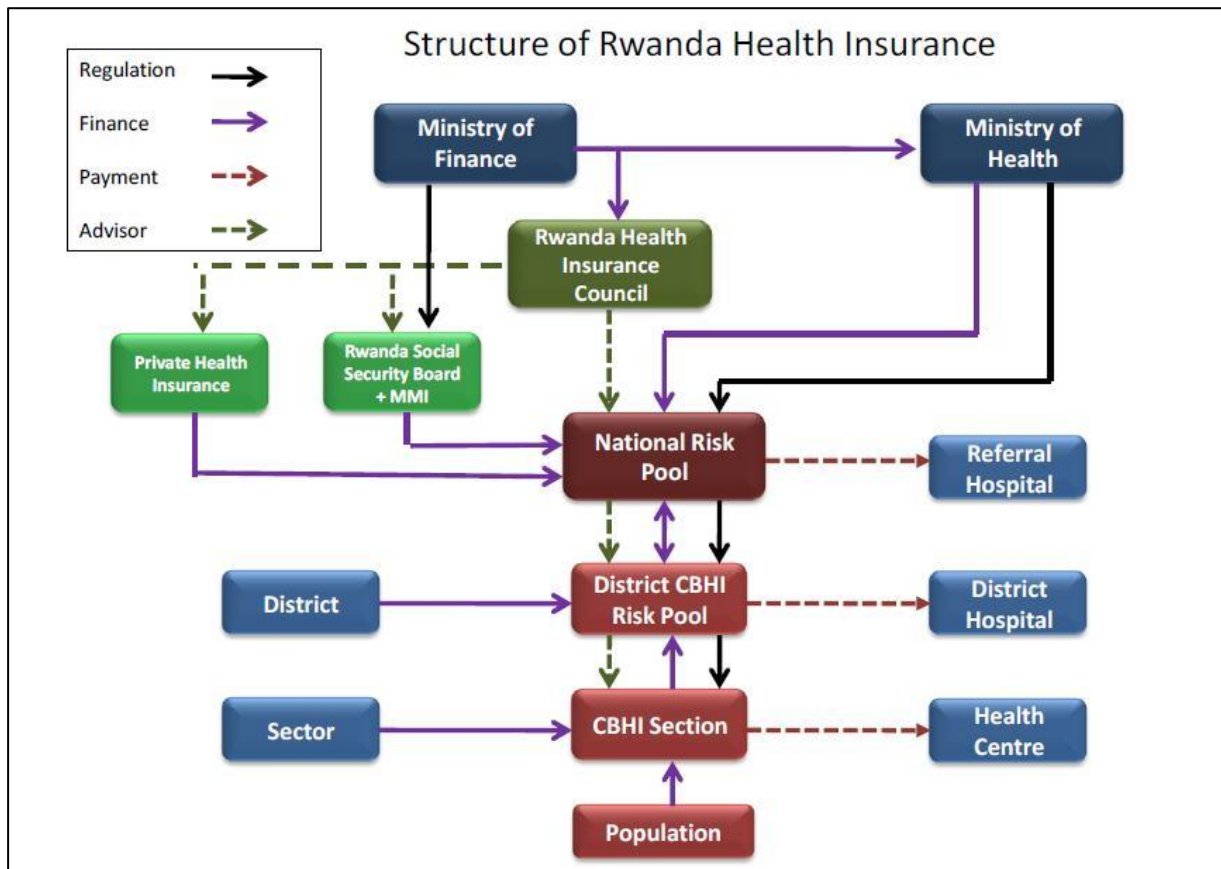 Structure of Rwanda Health Insurance
Regulation
Finance
Payment
Advisor
Ministry of
Finance
Ministry of
Health
Rwanda Health
Insurance
Council
Private Health
Insurance
Rwanda Social
Security Board
+ MMI
National Risk
Pool
Referral
Hospital
District
District CBHI
Risk Pool
District
Hospital
Sector
CBHI Section
Health
Centre
Population